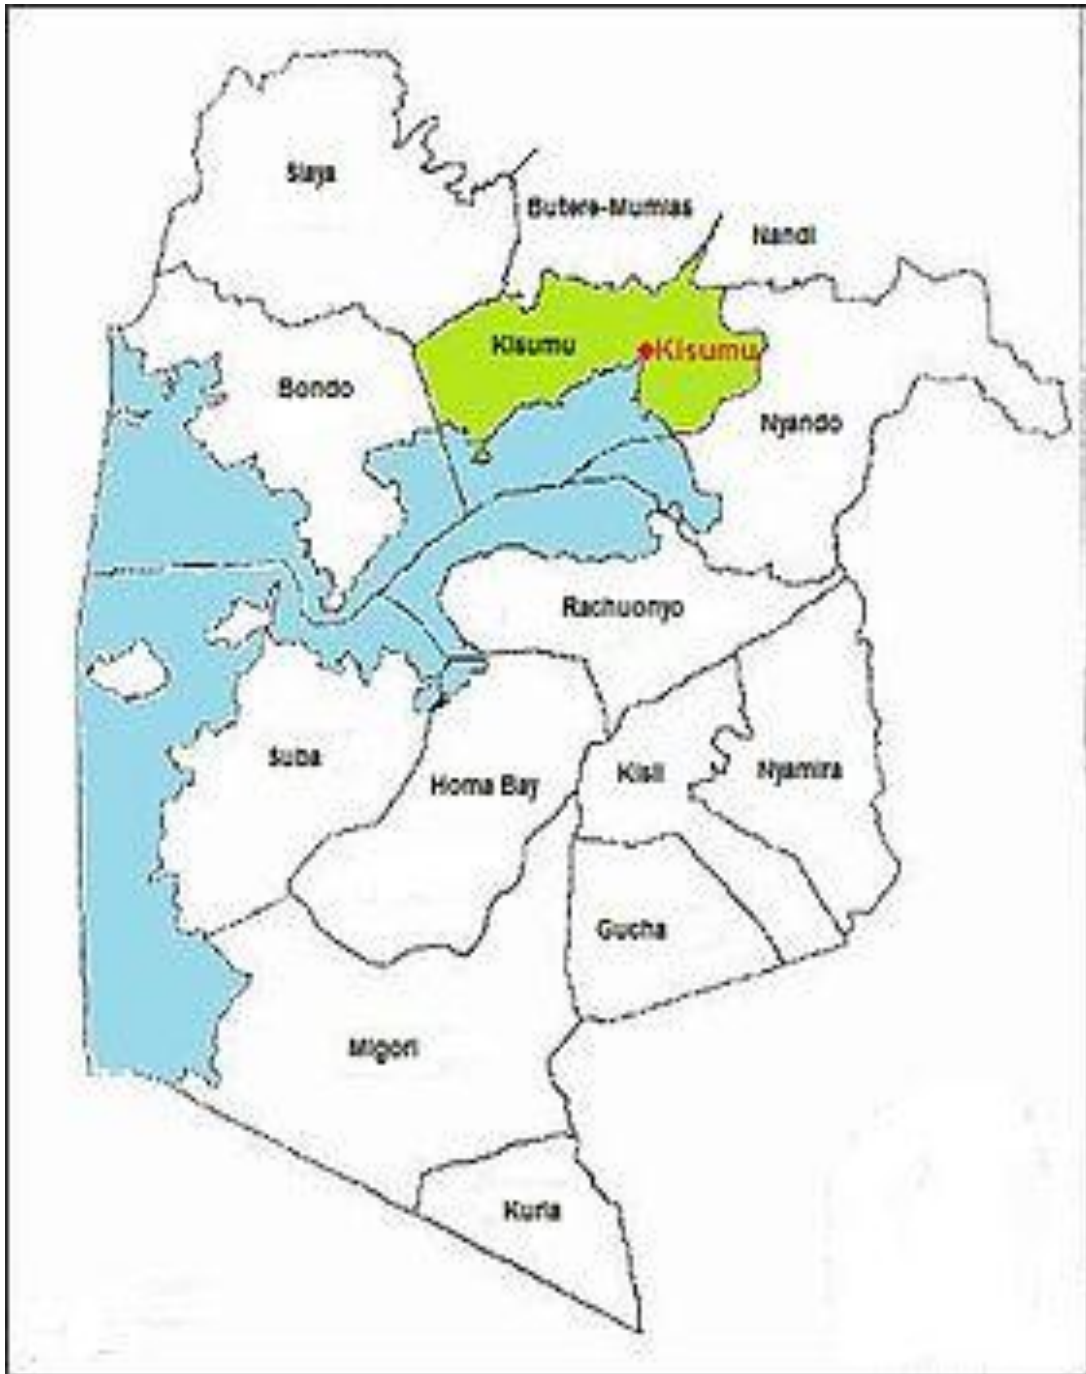 Siaya
Butere-Mumias
Nandi
Kisumu
Kisumu
Bondo
Nyando
Rachuonyo
Suba
Homa Bay
Kisii
Nyamira
Gucha
Migori
Kuria